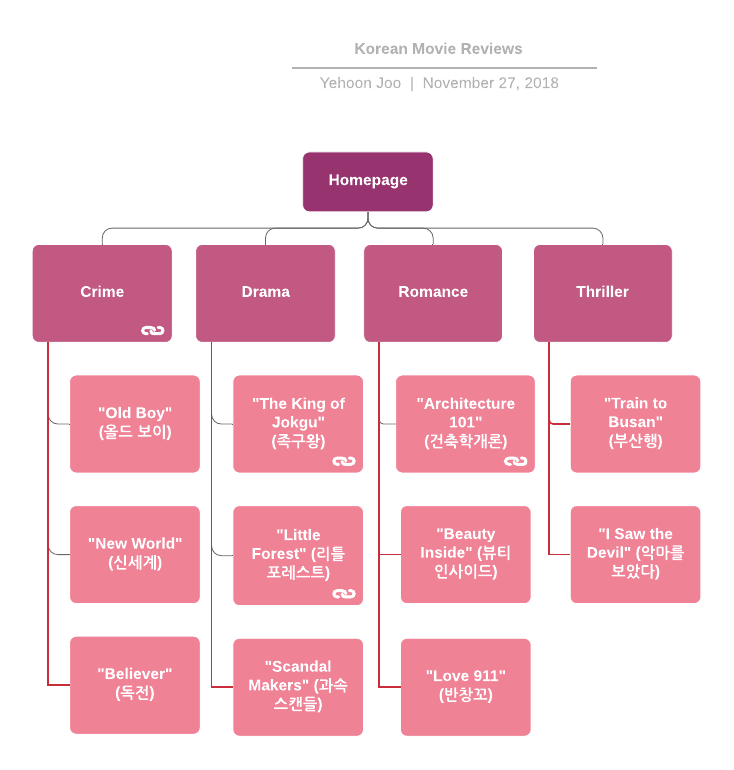 Korean Movie Reviews
Yehoon Joo | November 27, 2018
Homepage
Crime
Drama
Romance
Thriller
"Old Boy"
(올드 보이)
"The King of
Jokgu"
(족구왕)
"Architecture
101"
(건축학개론)
"Train to
Busan"
(부산행)
"New World"
(신세계)
"Little
Forest" (리틀
포레스트)
"Beauty
Inside" (뷰티
인사이드)
"I Saw the
Devil" (악마를
보았다)
"Believer"
(독전)
"Scandal
Makers" (과속
스캔들)
"Love 911"
(반창꼬)